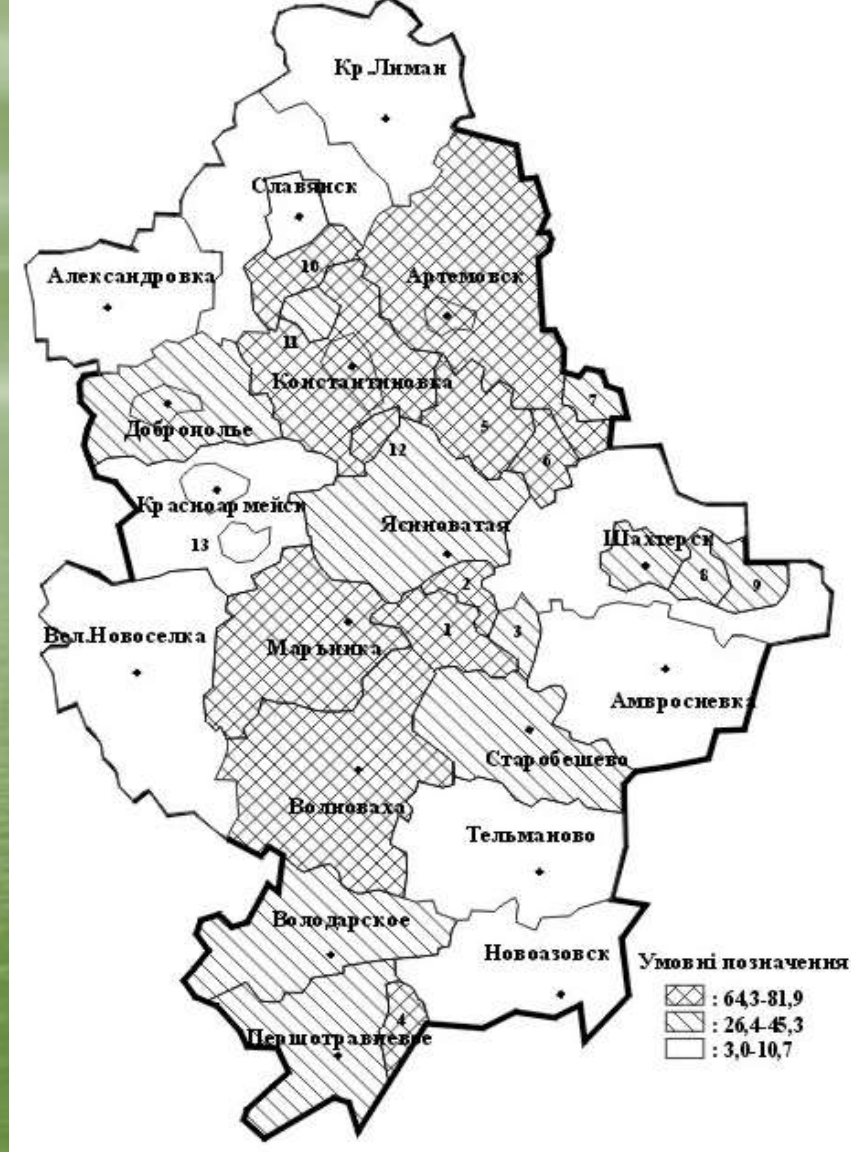 Кр.Лиман
Славянск
10
Александровка
Артемовск
11
Константиновка
7
Доброполье
5
12
6
Красноармейск
Ясиноватая
13
Шахтерск
2
8
9
Вел.Новоселка
1
3
Марьинка
Амвросиевка
Старобешево
Волноваха
Тельманово
Володарское
Новоазовск
Умовні позначення
: 64,3-81,9
4
: 26,4-45,3
Першотравневое
: 3,0-10,7